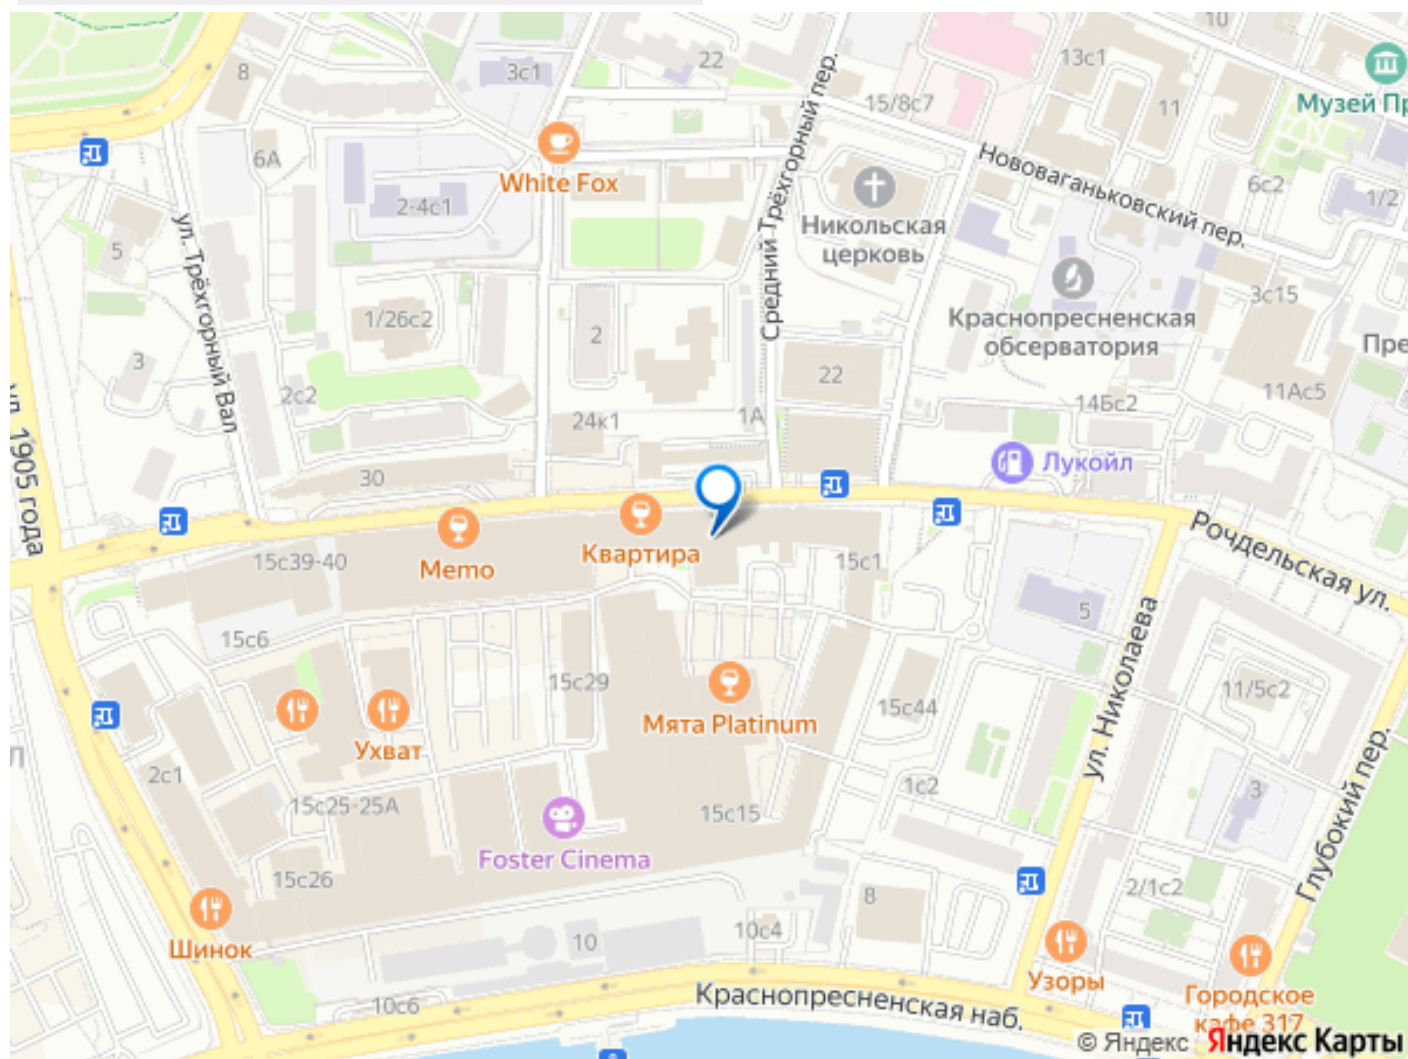 10
22
13с1
8
3с1
Музей Пр
15/8с7
11
6А
White Fox
Нововаганьковский пер.
6с2
1/2
2-4с1
Средний Трёхгорный пер.
Никольская
церковь
5
ул. Трёхгорный Вал
3с15
1/26с2
2
Краснопресненская
обсерватория
Пре
3
22
2с2
14Бс2
11Ас5
24к1
1А
ул. 1905 года
30
Лукойл
Рочдельская ул.
15с39-40
Memo
Квартира
15с1
5
15с6
ул. Николаева
15с29
11/5с2
15с44
Мята Platinum
Ухват
2с1
1с2
3
15с25-25А
15с15
Глубокий пер.
Foster Cinema
15с26
2/1с2
8
Шинок
10
10с4
Узоры
10с6
Краснопресненская наб.
Городское
кафе 317
© Яндекс Яндекс Карты